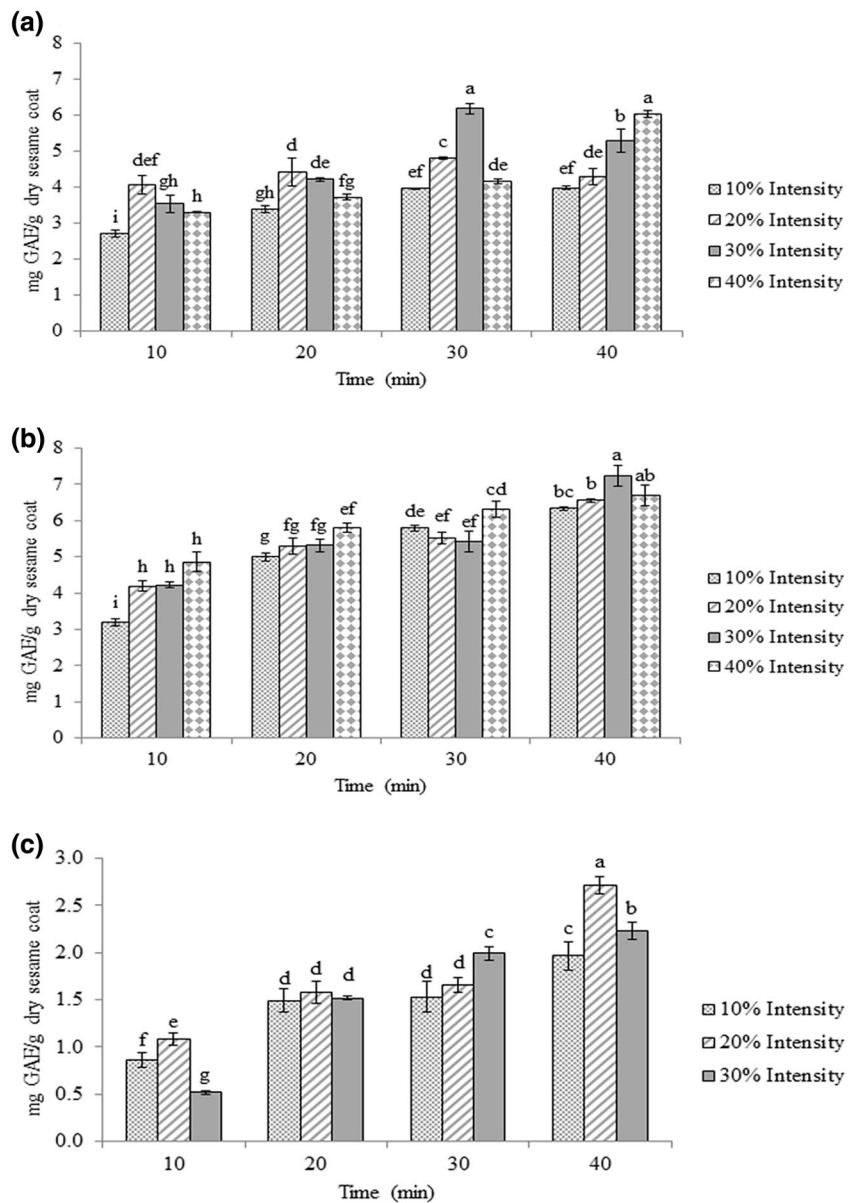 (a)
mg GAE/g dry sesame coat
8
7
6
5
4
3
2
1
0
i def gh h
gh d de fg
ef c a de
ef de b a
10 20 30 40
Time (min)
10% Intensity
20% Intensity
30% Intensity
40% Intensity
(b)
mg GAE/g dry sesame coat
8
7
6
5
4
3
2
1
0
i h h h
g fg fg ef
de ef ef cd
bc b a ab
10 20 30 40
Time (min)
10% Intensity
20% Intensity
30% Intensity
40% Intensity
(c)
mg GAE/g dry sesame coat
3.0
2.5
2.0
1.5
1.0
0.5
0.0
f e g
d d d
d d c
c a b
10 20 30 40
Time (min)
10% Intensity
20% Intensity
30% Intensity